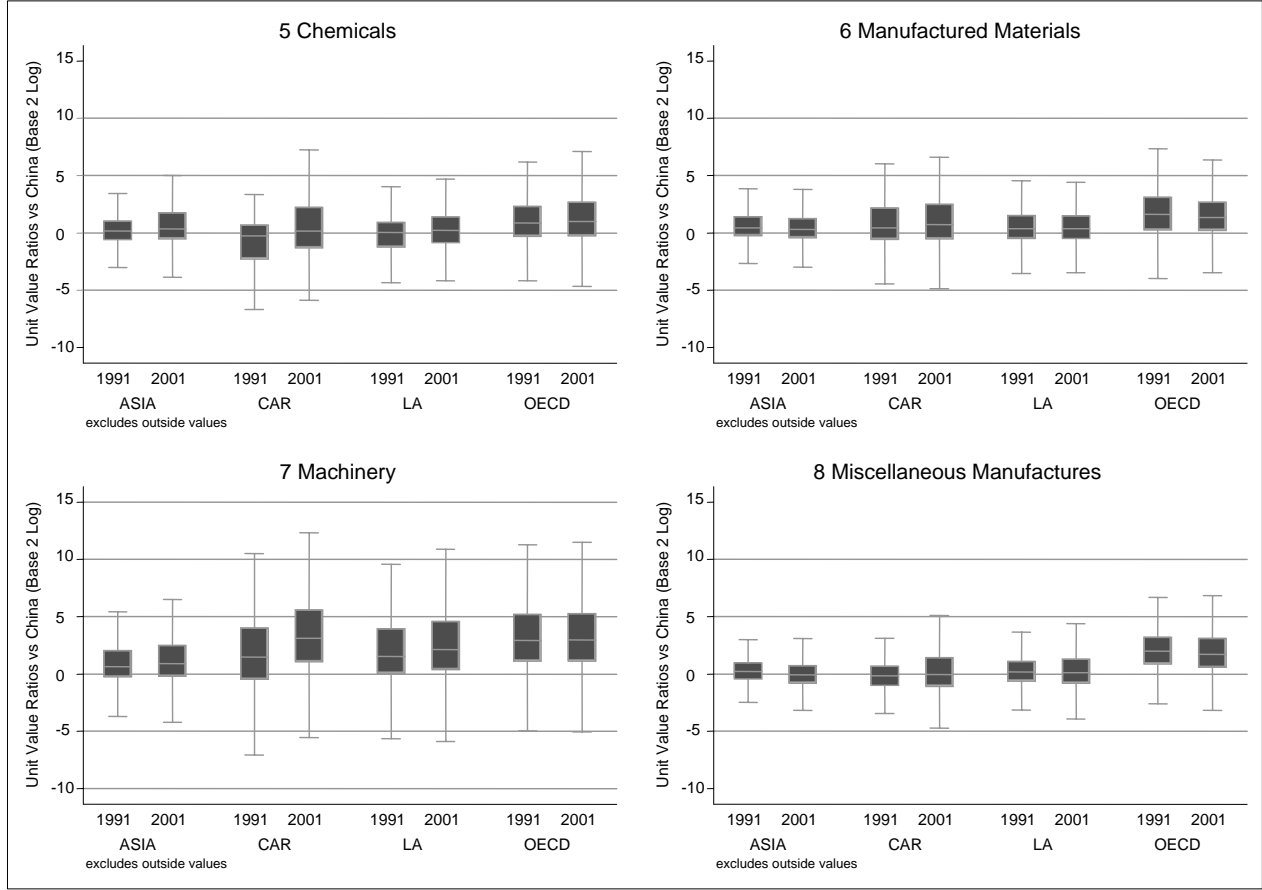 5 Chemicals
Unit Value Ratios vs China (Base 2 Log)
15
10
5
0
-5
-10
1991 2001 1991 2001 1991 2001 1991 2001
ASIA CAR LA OECD
excludes outside values
6 Manufactured Materials
Unit Value Ratios vs China (Base 2 Log)
15
10
5
0
-5
-10
1991 2001 1991 2001 1991 2001 1991 2001
ASIA CAR LA OECD
excludes outside values
7 Machinery
Unit Value Ratios vs China (Base 2 Log)
15
10
5
0
-5
-10
1991 2001 1991 2001 1991 2001 1991 2001
ASIA CAR LA OECD
excludes outside values
8 Miscellaneous Manufactures
Unit Value Ratios vs China (Base 2 Log)
15
10
5
0
-5
-10
1991 2001 1991 2001 1991 2001 1991 2001
ASIA CAR LA OECD
excludes outside values